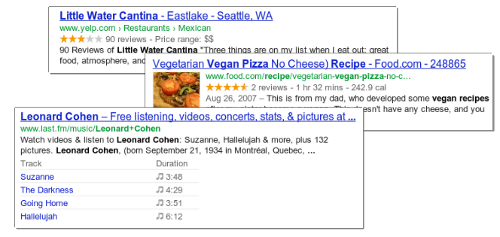 Little Water Cantina - Eastlake - Seattle, WA
www.yelp.com › Restaurants › Mexican
90 reviews - Price range: $$
90 Reviews of Little Water Cantina "Three things are on my list when i eat out: great
food, atmosphere, and
Vegetarian Vegan Pizza No Cheese) Recipe - Food.com - 248865
www.food.com/recipe/vegetarian-vegan-pizza-no-c...
2 reviews - 1 hr 32 mins - 242.9 cal
Aug 26, 2007 – This is from my dad, who developed some vegan recipes
doesn't have any cheese, and you
Leonard Cohen – Free listening, videos, concerts, stats, & pictures at ...
www.last.fm/music/Leonard+Cohen
Watch videos & listen to Leonard Cohen: Suzanne, Hallelujah & more, plus 132
pictures. Leonard Cohen, (born September 21, 1934 in Montréal, Quebec, ...
Track Duration
Suzanne 3:48
The Darkness 4:29
Going Home 3:51
Hallelujah 6:12